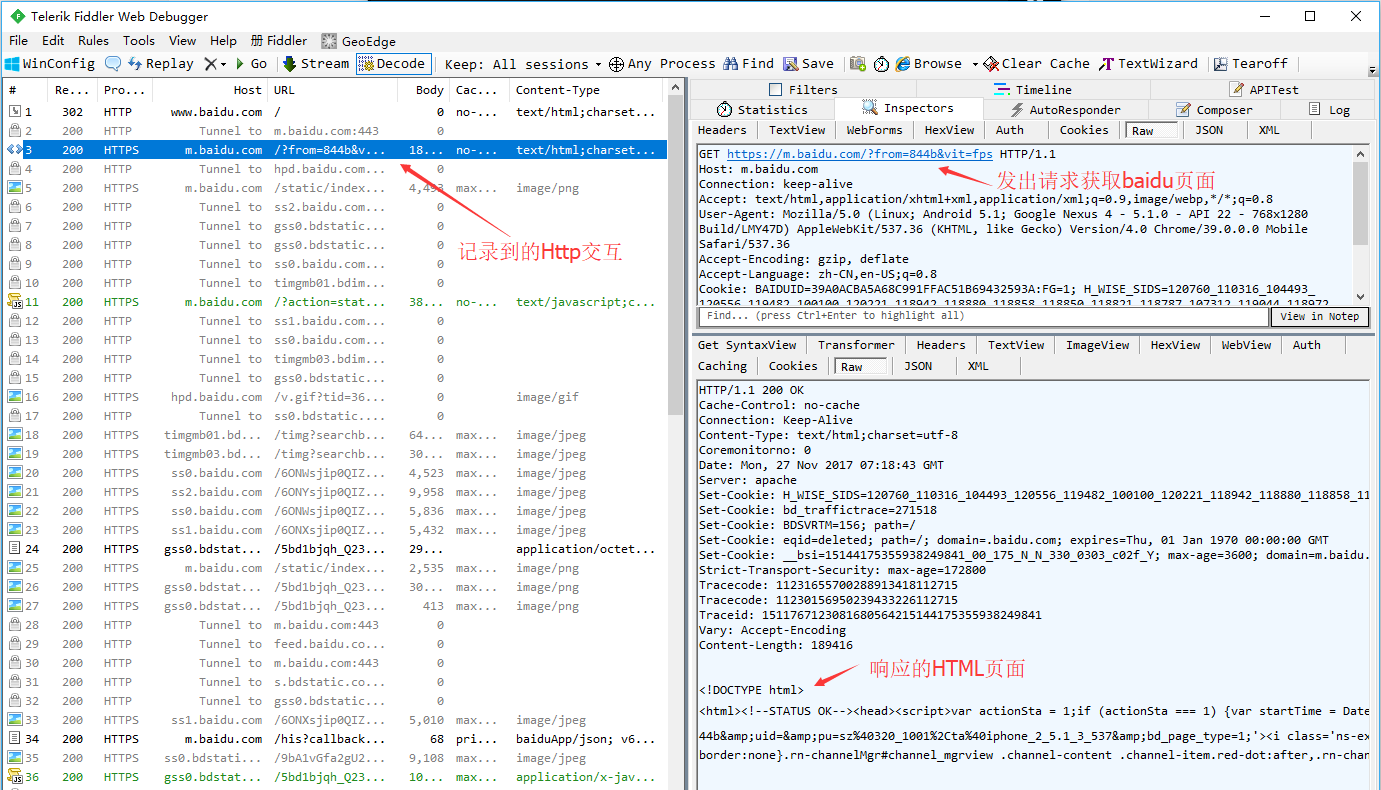 Telerik Fiddler Web Debugger
File Edit Rules Tools View Help 册 Fiddler GeoEdge
WinConfig Replay Go Stream Decode Keep: All sessions Any Process Find Save Browse Clear Cache TextWizard Tearoff
# Re... Pro... Host URL Body Cac... Content-Type
1 302 HTTP www.baidu.com / 0 no-... text/html;charset...
2 200 HTTP Tunnel to m.baidu.com:443 0
3 200 HTTPS m.baidu.com /?from=844b&v... 18... no-... text/html;charset...
4 200 HTTP Tunnel to hpd.baidu.com... 0
5 200 HTTPS m.baidu.com /static/index... 4,493 max... image/png
6 200 HTTP Tunnel to ss2.baidu.com... 0
7 200 HTTP Tunnel to gss0.bdstatic... 0
8 200 HTTP Tunnel to gss0.bdstatic... 0
9 200 HTTP Tunnel to ss0.baidu.com... 0
10 200 HTTP Tunnel to timgmb01.bdim... 0
11 200 HTTPS m.baidu.com /?action=stat... 38... no-... text/javascript;c...
12 200 HTTP Tunnel to ss1.baidu.com... 0
13 200 HTTP Tunnel to ss0.baidu.com... 0
14 200 HTTP Tunnel to timgmb03.bdim... 0
15 200 HTTP Tunnel to gss0.bdstatic... 0
16 200 HTTPS hpd.baidu.com /v.gif?tid=36... 0 image/gif
17 200 HTTP Tunnel to ss0.bdstatic... 0
18 200 HTTPS timgmb01.bd... /timg?searchb... 64... max... image/jpeg
19 200 HTTPS timgmb03.bd... /timg?searchb... 30... max... image/jpeg
20 200 HTTPS ss0.baidu.com /6ONWsjip0QIZ... 4,523 max... image/jpeg
21 200 HTTPS ss2.baidu.com /6ONYsjip0QIZ... 9,958 max... image/jpeg
22 200 HTTPS ss0.baidu.com /6ONWsjip0QIZ... 5,836 max... image/jpeg
23 200 HTTPS ss1.baidu.com /6ONXsjip0QIZ... 5,432 max... image/jpeg
24 200 HTTPS gss0.bdstat... /5bd1bjqh_Q23... 29... application/octet...
25 200 HTTPS m.baidu.com /static/index... 2,535 max... image/png
26 200 HTTPS gss0.bdstat... /5bd1bjqh_Q23... 30... max... image/png
27 200 HTTPS gss0.bdstat... /5bd1bjqh_Q23... 413 max... image/png
28 200 HTTP Tunnel to m.baidu.com:443 0
29 200 HTTP Tunnel to feed.baidu.co... 0
30 200 HTTP Tunnel to m.baidu.com:443 0
31 200 HTTP Tunnel to s.bdstatic.co... 0
32 200 HTTP Tunnel to gss0.bdstatic... 0
33 200 HTTPS ss1.baidu.com /6ONXsjip0QIZ... 5,010 max... image/jpeg
34 200 HTTPS m.baidu.com /his?callback... 68 pri... baiduApp/json; v6...
35 200 HTTPS ss0.bdstati... /9bA1vGfa2gU2... 9,108 max... image/jpeg
36 200 HTTPS gss0.bdstat... /5bd1bjqh_Q23... 10... max... application/x-jav...
记录到的Http交互
Filters Timeline APITest
Statistics Inspectors AutoResponder Composer Log
Headers TextView WebForms HexView Auth Cookies Raw JSON XML
GET https://m.baidu.com/?from=844b&vit=fps HTTP/1.1
Host: m.baidu.com
发出请求获取baidu页面
Connection: keep-alive
Accept: text/html,application/xhtml+xml,application/xml;q=0.9,image/webp,*/*;q=0.8
User-Agent: Mozilla/5.0 (Linux; Android 5.1; Google Nexus 4 - 5.1.0 - API 22 - 768x1280
Build/LMY47D) AppleWebKit/537.36 (KHTML, like Gecko) Version/4.0 Chrome/39.0.0.0 Mobile
Safari/537.36
Accept-Encoding: gzip, deflate
Accept-Language: zh-CN,en-US;q=0.8
Cookie: BAIDUID=39A0ACBA5A68C991FFAC51B69432593A:FG=1; H_WISE_SIDS=120760_110316_104493_
120556_119482_100100_120221_118942_118880_118858_118850_118821_118787_107312_119044_118972
Find... (press Ctrl+Enter to highlight all) View in Notep
Get SyntaxView Transformer Headers TextView ImageView HexView WebView Auth
Caching Cookies Raw JSON XML
HTTP/1.1 200 OK
Cache-Control: no-cache
Connection: Keep-Alive
Content-Type: text/html;charset=utf-8
Coremonitorno: 0
Date: Mon, 27 Nov 2017 07:18:43 GMT
Server: apache
Set-Cookie: H_WISE_SIDS=120760_110316_104493_120556_119482_100100_120221_118942_118880_118858_11
Set-Cookie: bd_traffictrace=271518
Set-Cookie: BDSVRTM=156; path=/
Set-Cookie: eqid=deleted; path=/; domain=.baidu.com; expires=Thu, 01 Jan 1970 00:00:00 GMT
Set-Cookie: __bsi=15144175355938249841_00_175_N_N_330_0303_c02f_Y; max-age=3600; domain=m.baidu.
Strict-Transport-Security: max-age=172800
Tracecode: 11231655700288913418112715
Tracecode: 11230156950239433226112715
Traceid: 151176712308168056421514417535593824984​1
Vary: Accept-Encoding
Content-Length: 189416
响应的HTML页面
<!DOCTYPE html>
<html><!--STATUS OK--><head><script>var actionSta = 1;if (actionSta === 1) {var startTime = Date
44b&amp;uid=&amp;pu=sz%40320_1001%2Cta%40iphone_2_5.1_3_537&amp;bd_page_type=1;'><i class='ns-ex
border:none}.rn-channelMgr#channel_mgrview .channel-content .channel-item.red-dot:after,.rn-chan